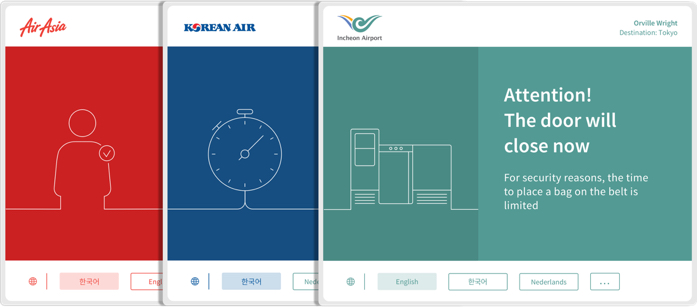 AirAsia
한국어
Engl
KOREAN AIR
한국어
Nede
Incheon Airport
Orville Wright
Destination: Tokyo
Attention!
The door will
close now
For security reasons, the time
to place a bag on the belt is
limited
English
한국어
Nederlands
...